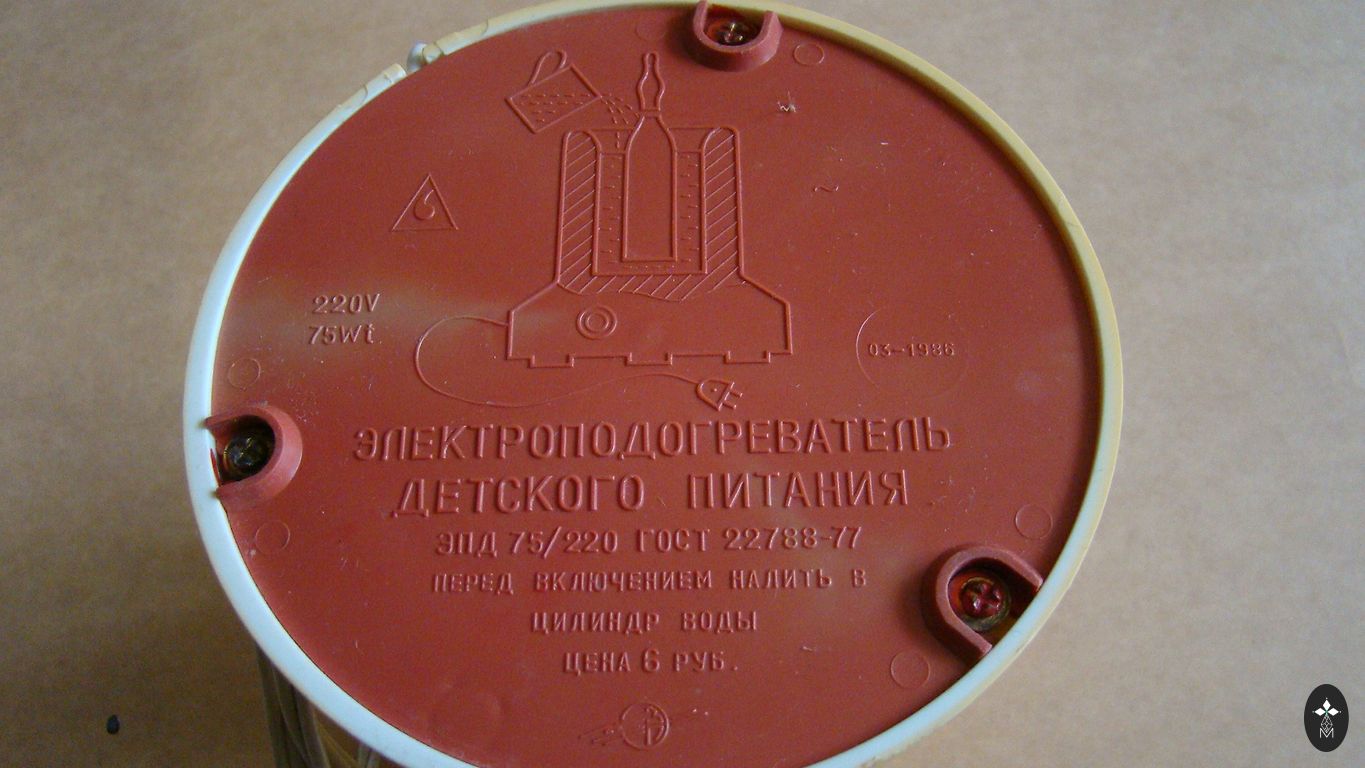 220V
75Wt
03-1986
ЭЛЕКТРОПОДОГРЕВАТЕЛЬ
ДЕТСКОГО ПИТАНИЯ
ЭПД 75/220 ГОСТ 22788-77
ПЕРЕД ВКЛЮЧЕНИЕМ НАЛИТЬ В
ЦИЛИНДР ВОДЫ
ЦЕНА 6 РУБ.
M